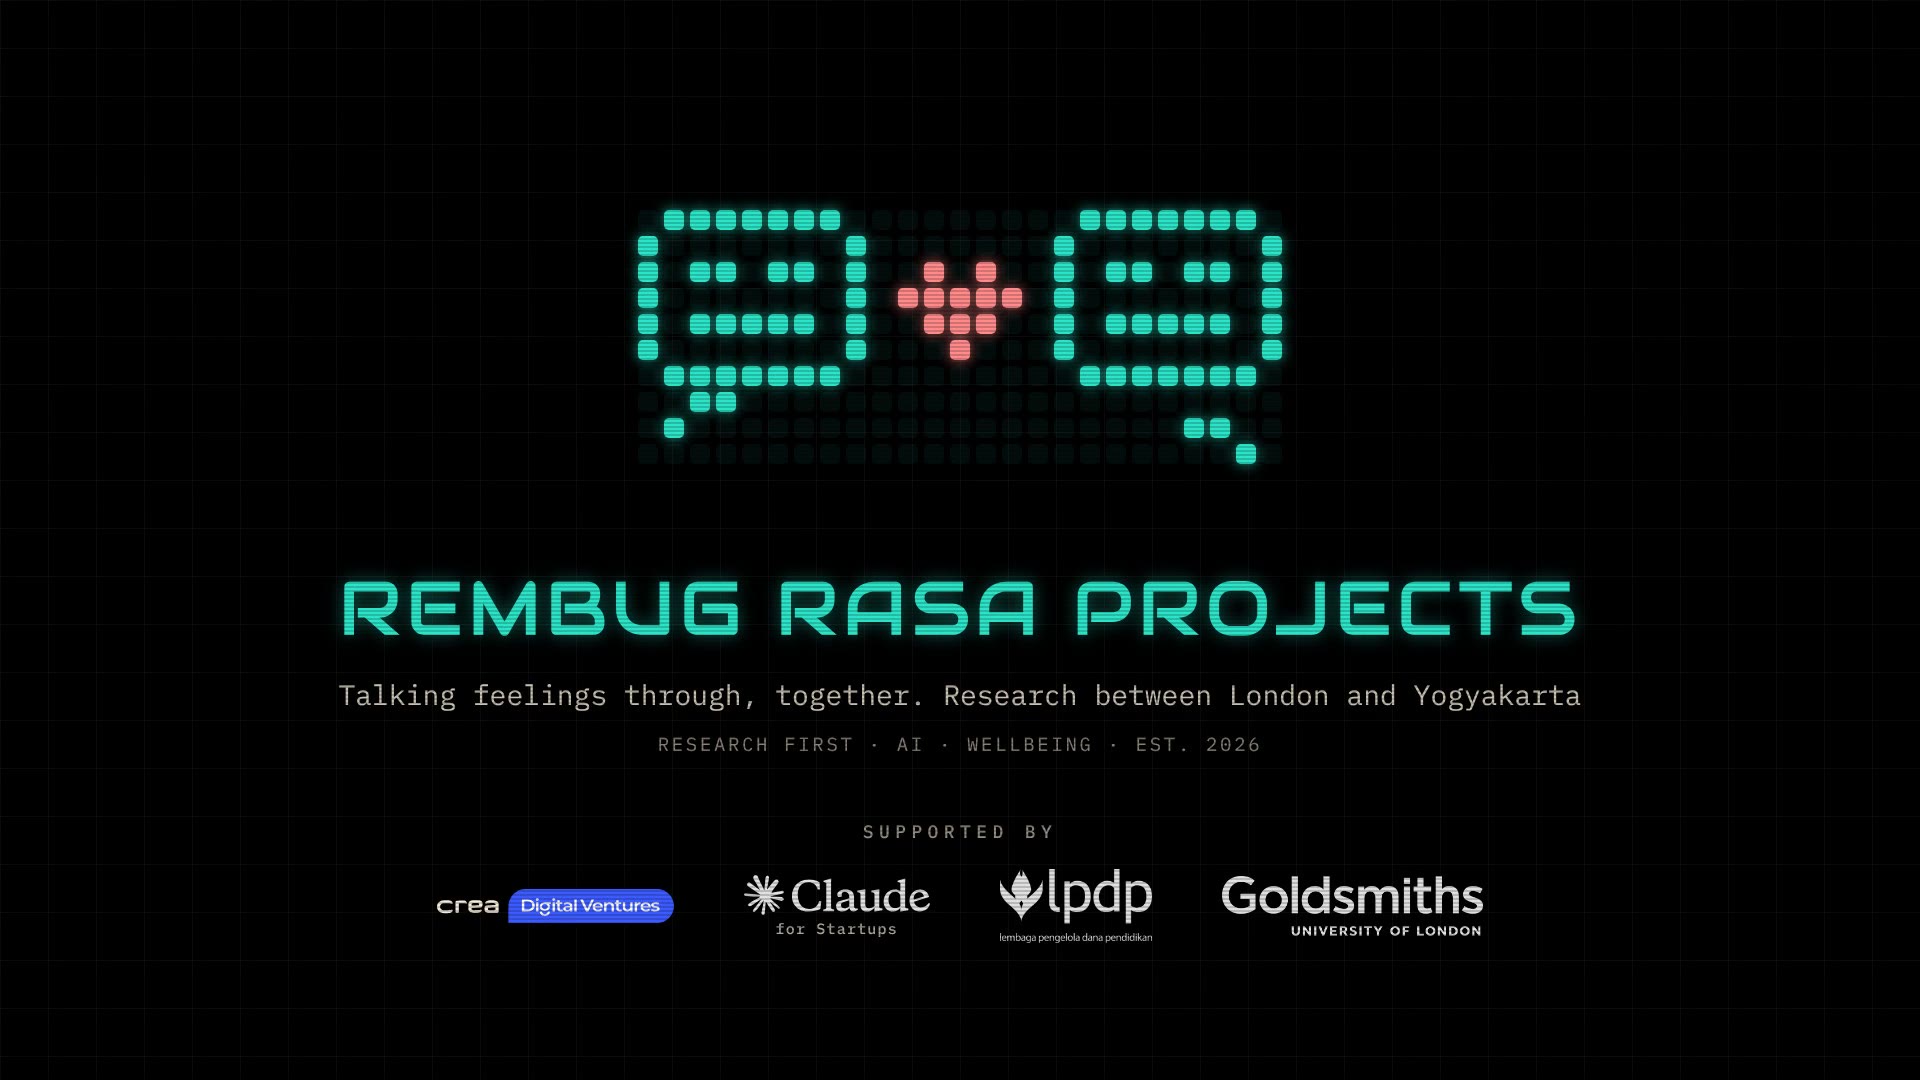 REMBUG RASA PROJECTS
Talking feelings through, together. Research between London and Yogyakarta
RESEARCH FIRST · AI · WELLBEING · EST. 2026
SUPPORTED BY
crea Digital Ventures
Claude
for Startups
lpdp
lembaga pengelola dana pendidikan
Goldsmiths
UNIVERSITY OF LONDON